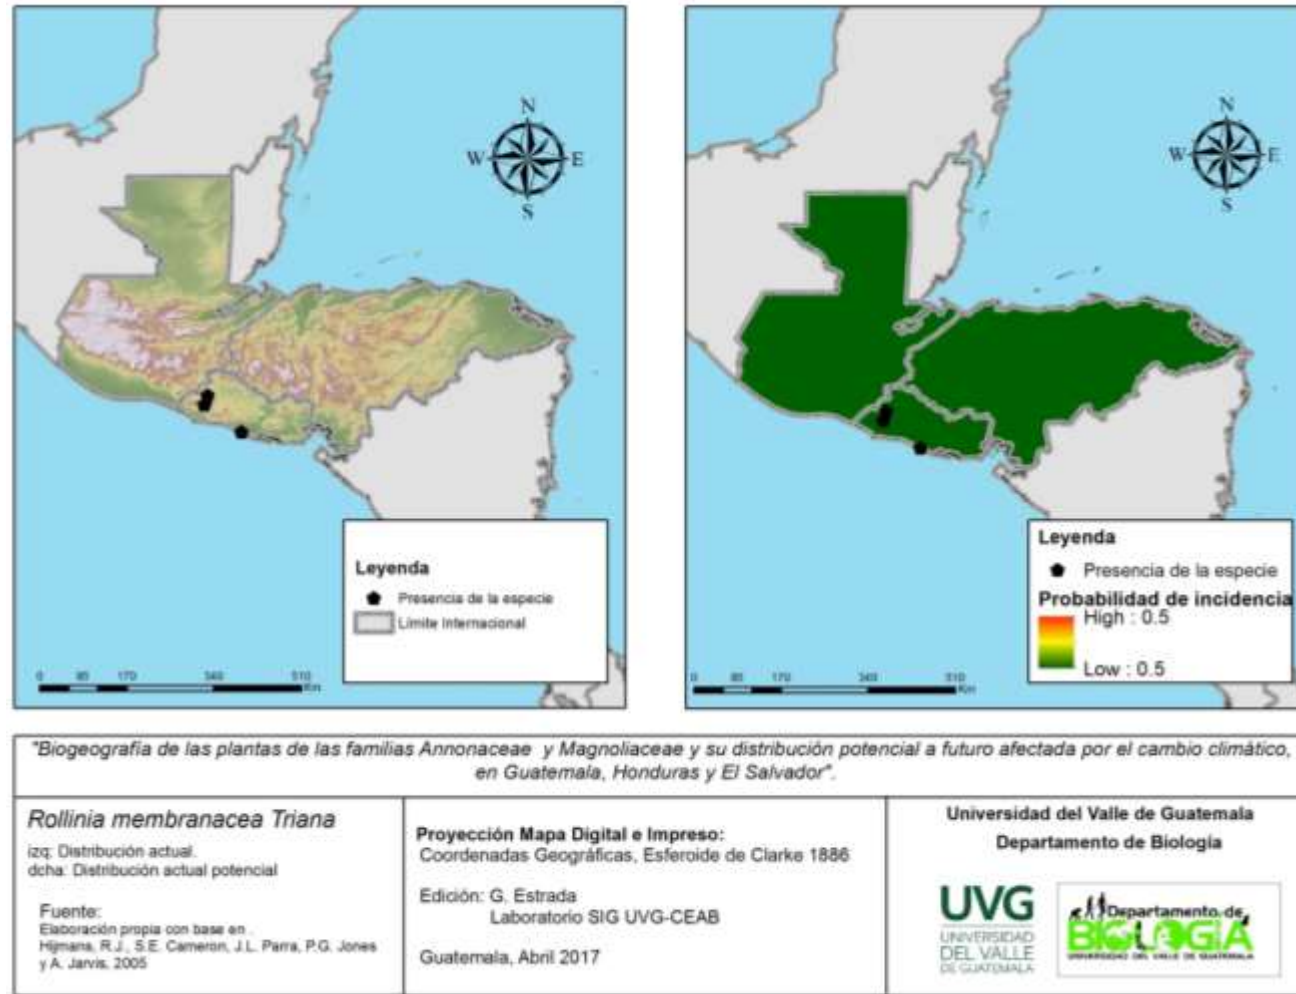 N
W E
S
Leyenda
Presencia de la especie
Límite Internacional
0 85 170 340 510
Km
N
W E
S
Leyenda
Presencia de la especie
Probabilidad de incidencia
High : 0.5
Low : 0.5
0 85 170 340 510
Km
"Biogeografía de las plantas de las familias Annonaceae y Magnoliaceae y su distribución potencial a futuro afectada por el cambio climático,
en Guatemala, Honduras y El Salvador".
Rollinia membranacea Triana
izq: Distribución actual.
dcha: Distribución actual potencial
Fuente:
Elaboración propia con base en .
Hijmans, R.J., S.E. Cameron, J.L. Parra, P.G. Jones
y A. Jarvis, 2005
Proyección Mapa Digital e Impreso:
Coordenadas Geográficas, Esferoide de Clarke 1886
Edición: G. Estrada
Laboratorio SIG UVG-CEAB
Guatemala, Abril 2017
Universidad del Valle de Guatemala
Departamento de Biología
UVG
UNIVERSIDAD
DEL VALLE
DE GUATEMALA
Departamento de
BIOLOGÍA
UNIVERSIDAD DEL VALLE DE GUATEMALA